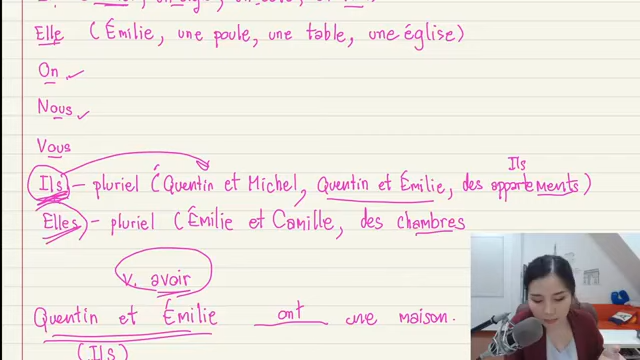 Elle (Émilie, une poule, une table, une église)
On
Nous
Vous
Ils
Ils - pluriel (Quentin et Michel, Quentin et Émilie, des appartements)
Elles - pluriel (Émilie et Camille, des chambres
v. avoir
Quentin et Émilie ont une maison.
(Ils)